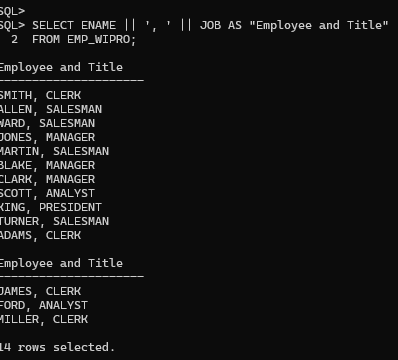 SQL>
SQL> SELECT ENAME || ', ' || JOB AS "Employee and Title"
2 FROM EMP_WIPRO;
Employee and Title
--------------------
SMITH, CLERK
ALLEN, SALESMAN
WARD, SALESMAN
JONES, MANAGER
MARTIN, SALESMAN
BLAKE, MANAGER
CLARK, MANAGER
SCOTT, ANALYST
KING, PRESIDENT
TURNER, SALESMAN
ADAMS, CLERK
Employee and Title
--------------------
JAMES, CLERK
FORD, ANALYST
MILLER, CLERK
14 rows selected.